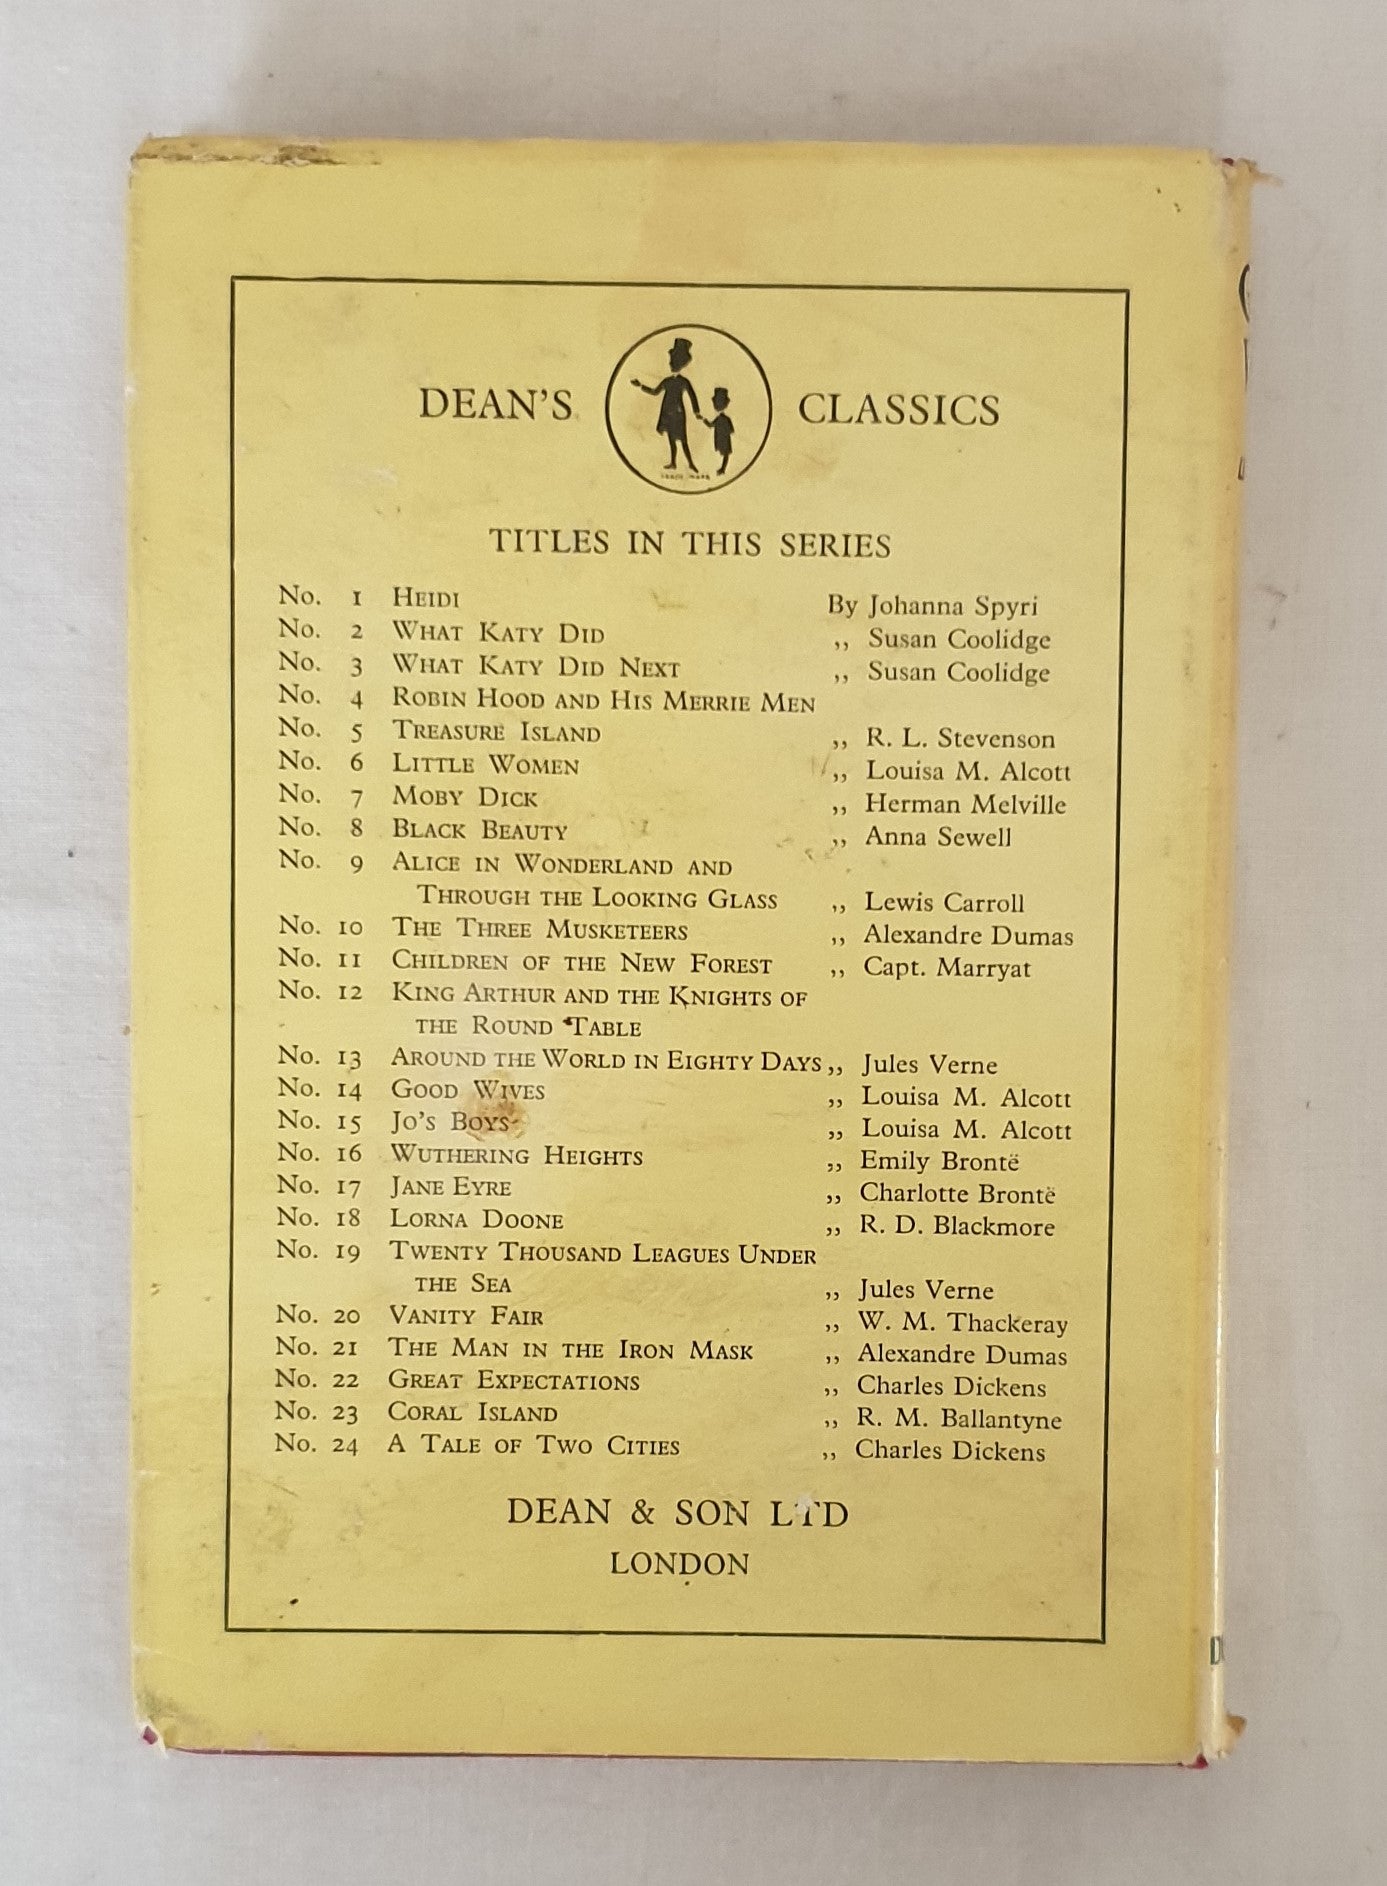 DEAN'S CLASSICS
TRADE MARK
TITLES IN THIS SERIES
No. 1 HEIDI By Johanna Spyri
No. 2 WHAT KATY DID ,, Susan Coolidge
No. 3 WHAT KATY DID NEXT ,, Susan Coolidge
No. 4 ROBIN HOOD AND HIS MERRIE MEN
No. 5 TREASURE ISLAND ,, R. L. Stevenson
No. 6 LITTLE WOMEN ,, Louisa M. Alcott
No. 7 MOBY DICK ,, Herman Melville
No. 8 BLACK BEAUTY ,, Anna Sewell
No. 9 ALICE IN WONDERLAND AND
THROUGH THE LOOKING GLASS ,, Lewis Carroll
No. 10 THE THREE MUSKETEERS ,, Alexandre Dumas
No. 11 CHILDREN OF THE NEW FOREST ,, Capt. Marryat
No. 12 KING ARTHUR AND THE KNIGHTS OF
THE ROUND TABLE
No. 13 AROUND THE WORLD IN EIGHTY DAYS ,, Jules Verne
No. 14 GOOD WIVES ,, Louisa M. Alcott
No. 15 JO'S BOYS ,, Louisa M. Alcott
No. 16 WUTHERING HEIGHTS ,, Emily Brontë
No. 17 JANE EYRE ,, Charlotte Brontë
No. 18 LORNA DOONE ,, R. D. Blackmore
No. 19 TWENTY THOUSAND LEAGUES UNDER
THE SEA ,, Jules Verne
No. 20 VANITY FAIR ,, W. M. Thackeray
No. 21 THE MAN IN THE IRON MASK ,, Alexandre Dumas
No. 22 GREAT EXPECTATIONS ,, Charles Dickens
No. 23 CORAL ISLAND ,, R. M. Ballantyne
No. 24 A TALE OF TWO CITIES ,, Charles Dickens
DEAN & SON LTD
LONDON